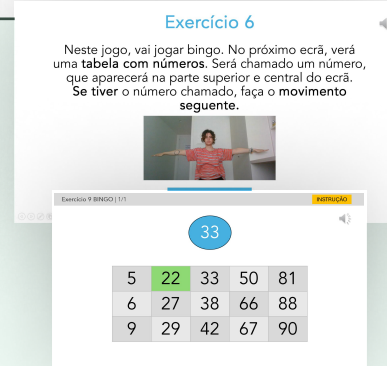 Exercício 6
Neste jogo, vai jogar bingo. No próximo ecrã, verá
uma tabela com números. Será chamado um número,
que aparecerá na parte superior e central do ecrã.
Se tiver o número chamado, faça o movimento
seguente.
Exercício 9 BINGO | 1/1 INSTRUÇÃO
33
5 22 33 50 81
6 27 38 66 88
9 29 42 67 90